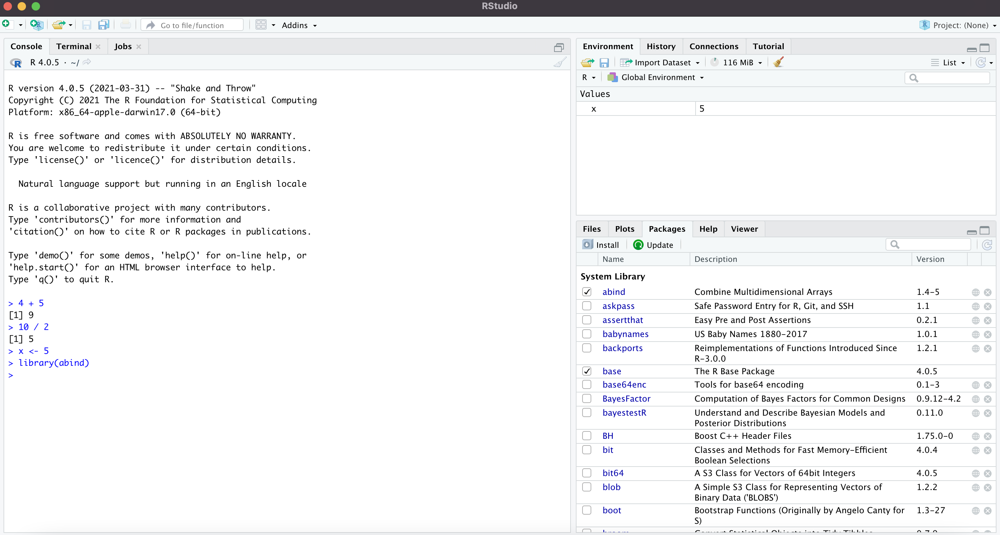 RStudio
Go to file/function
Addins
Project: (None)
Console Terminal Jobs
R 4.0.5 · ~/
R version 4.0.5 (2021-03-31) -- "Shake and Throw"
Copyright (C) 2021 The R Foundation for Statistical Computing
Platform: x86_64-apple-darwin17.0 (64-bit)
R is free software and comes with ABSOLUTELY NO WARRANTY.
You are welcome to redistribute it under certain conditions.
Type 'license()' or 'licence()' for distribution details.
Natural language support but running in an English locale
R is a collaborative project with many contributors.
Type 'contributors()' for more information and
'citation()' on how to cite R or R packages in publications.
Type 'demo()' for some demos, 'help()' for on-line help, or
'help.start()' for an HTML browser interface to help.
Type 'q()' to quit R.
> 4 + 5
[1] 9
> 10 / 2
[1] 5
> x <- 5
> library(abind)
>
Environment History Connections Tutorial
Import Dataset 116 MiB List
R Global Environment
Values
x 5
Files Plots Packages Help Viewer
Install Update
Name Description Version
System Library
abind Combine Multidimensional Arrays 1.4-5
askpass Safe Password Entry for R, Git, and SSH 1.1
assertthat Easy Pre and Post Assertions 0.2.1
babynames US Baby Names 1880-2017 1.0.1
backports Reimplementations of Functions Introduced Since 1.2.1
R-3.0.0
base The R Base Package 4.0.5
base64enc Tools for base64 encoding 0.1-3
BayesFactor Computation of Bayes Factors for Common Designs 0.9.12-4.2
bayestestR Understand and Describe Bayesian Models and 0.11.0
Posterior Distributions
BH Boost C++ Header Files 1.75.0-0
bit Classes and Methods for Fast Memory-Efficient 4.0.4
Boolean Selections
bit64 A S3 Class for Vectors of 64bit Integers 4.0.5
blob A Simple S3 Class for Representing Vectors of 1.2.2
Binary Data ('BLOBS')
boot Bootstrap Functions (Originally by Angelo Canty for 1.3-27
S)